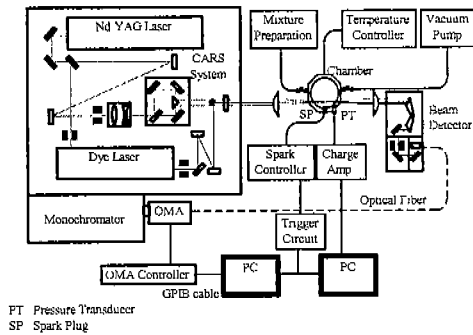 Nd YAG Laser
CARS
System
Dye Laser
Mixture
Preparation
Temperature
Controller
Vacuum
Pump
Chamber
SP
PT
Beam
Detector
Spark
Controller
Charge
Amp
Optical Fiber
Monochromator
OMA
Trigger
Circuit
OMA Controller
GPIB cable
PC
PC
PT Pressure Transducer
SP Spark Plug